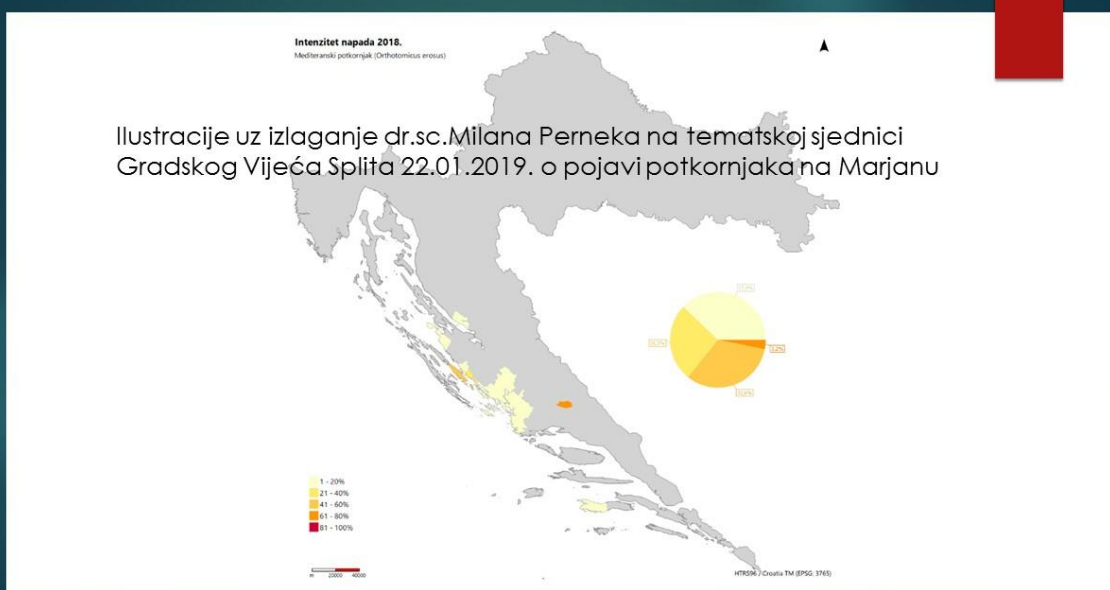 Intenzitet napada 2018.
Mediteranski potkornjak (Orthotomicus erosus)
Ilustracije uz izlaganje dr.sc.Milana Perneka na tematskoj sjednici
Gradskog Vijeća Splita 22.01.2019. o pojavi potkornjaka na Marjanu
1 - 20%
21 - 40%
41 - 60%
61 - 80%
81 - 100%
m 20000 40000
HTRS96 / Croatia TM (EPSG: 3765)